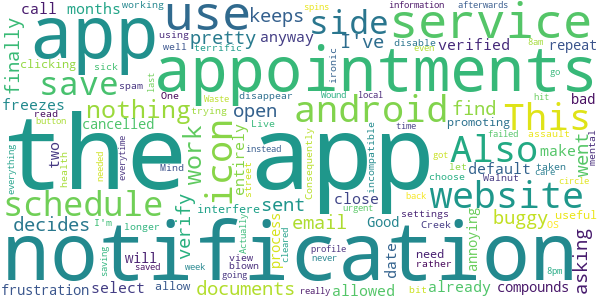 information afterwards
call months working spins
app use side keeps pretty using disable 8am
service
finally clicking I've anyway verified repeat even
save appointments
freezes nothing android This
read button One spam well terrific ironic local disappear
promoting hit go bad
the app
sick last Waste trying open find
two everytime cancelled Live incompatible time failed assault
everything health needed work entirely instead Wound let Also make went mental
icon verify street Consequently close default taken care
schedule Mind got choose Walnut circle website
decides I'm longer sent Good urgent back settings Creek OS useful
interfere process email date need buggy asking
notification
Actually cleared profile never rather annoying
saving will view
frustration select saved allow week documents blown going really allowed bit already compounds 8pm